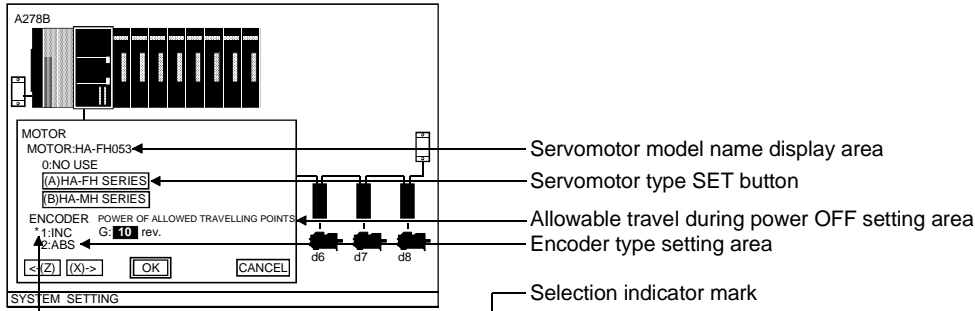 A278B
MOTOR
MOTOR:HA-FH053
Servomotor model name display area
0:NO USE
(A)HA-FH SERIES
Servomotor type SET button
(B)HA-MH SERIES
ENCODER POWER OF ALLOWED TRAVELLING POINTS
Allowable travel during power OFF setting area
*1:INC G: 10 rev.
2:ABS
Encoder type setting area
d6 d7 d8
<-(Z) (X)-> OK CANCEL
SYSTEM SETTING
Selection indicator mark